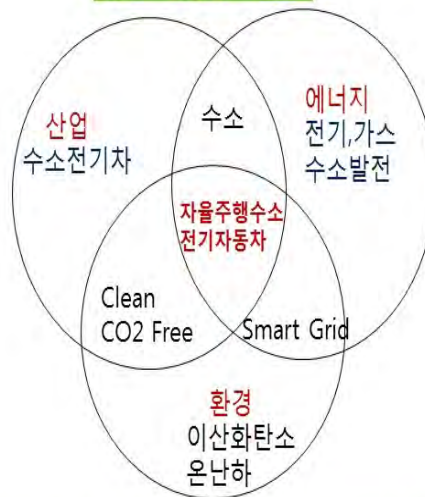 산업
수소전기차
수소
에너지
전기,가스
수소발전
자율주행수소
전기자동차
Clean
CO2 Free
Smart Grid
환경
이산화탄소
온난하